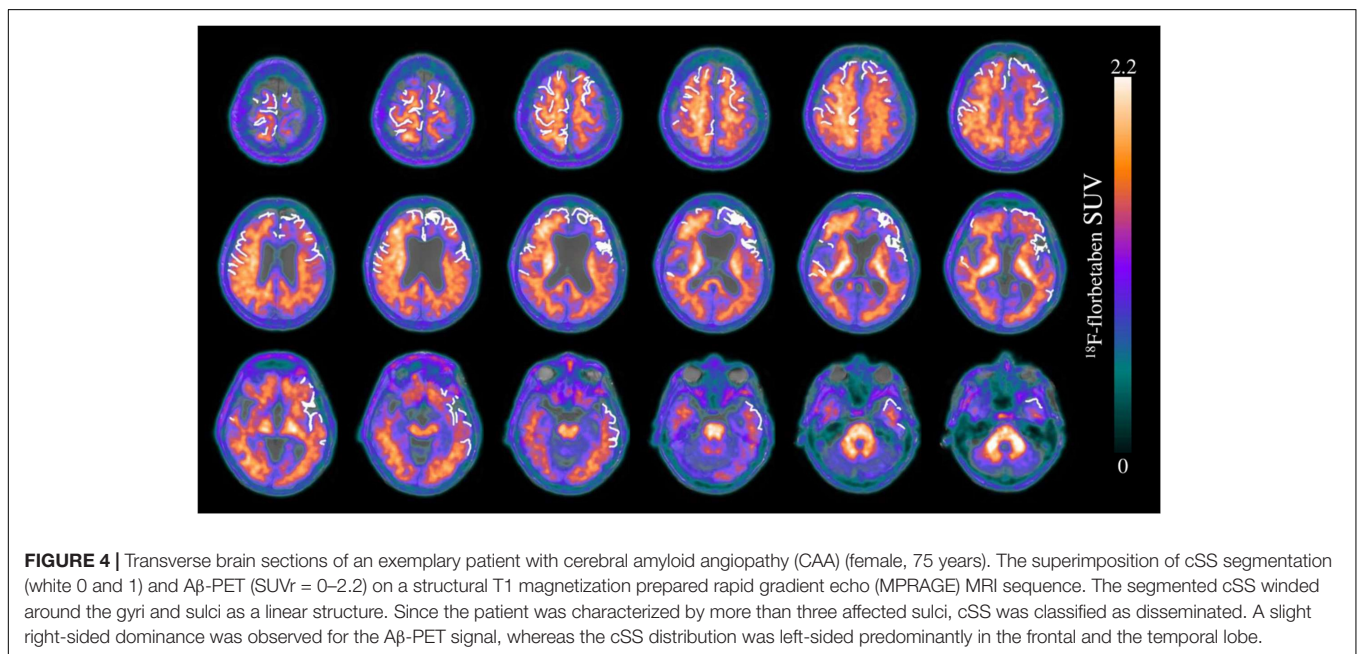 2.2
¹⁸F-florbetaben SUV
0
FIGURE 4 | Transverse brain sections of an exemplary patient with cerebral amyloid angiopathy (CAA) (female, 75 years). The superimposition of cSS segmentation
(white 0 and 1) and Aβ-PET (SUVr = 0–2.2) on a structural T1 magnetization prepared rapid gradient echo (MPRAGE) MRI sequence. The segmented cSS winded
around the gyri and sulci as a linear structure. Since the patient was characterized by more than three affected sulci, cSS was classified as disseminated. A slight
right-sided dominance was observed for the Aβ-PET signal, whereas the cSS distribution was left-sided predominantly in the frontal and the temporal lobe.